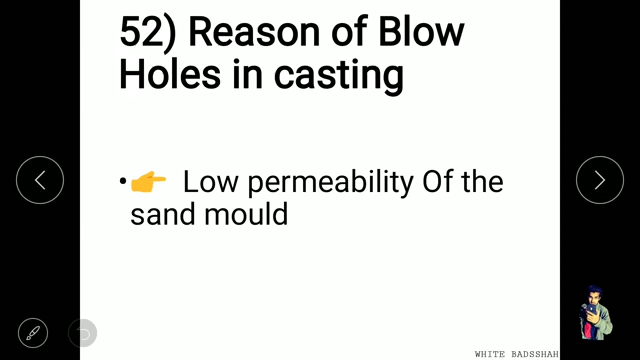 52) Reason of Blow
Holes in casting
•👉 Low permeability Of the
sand mould
WHITE BADSSHAH